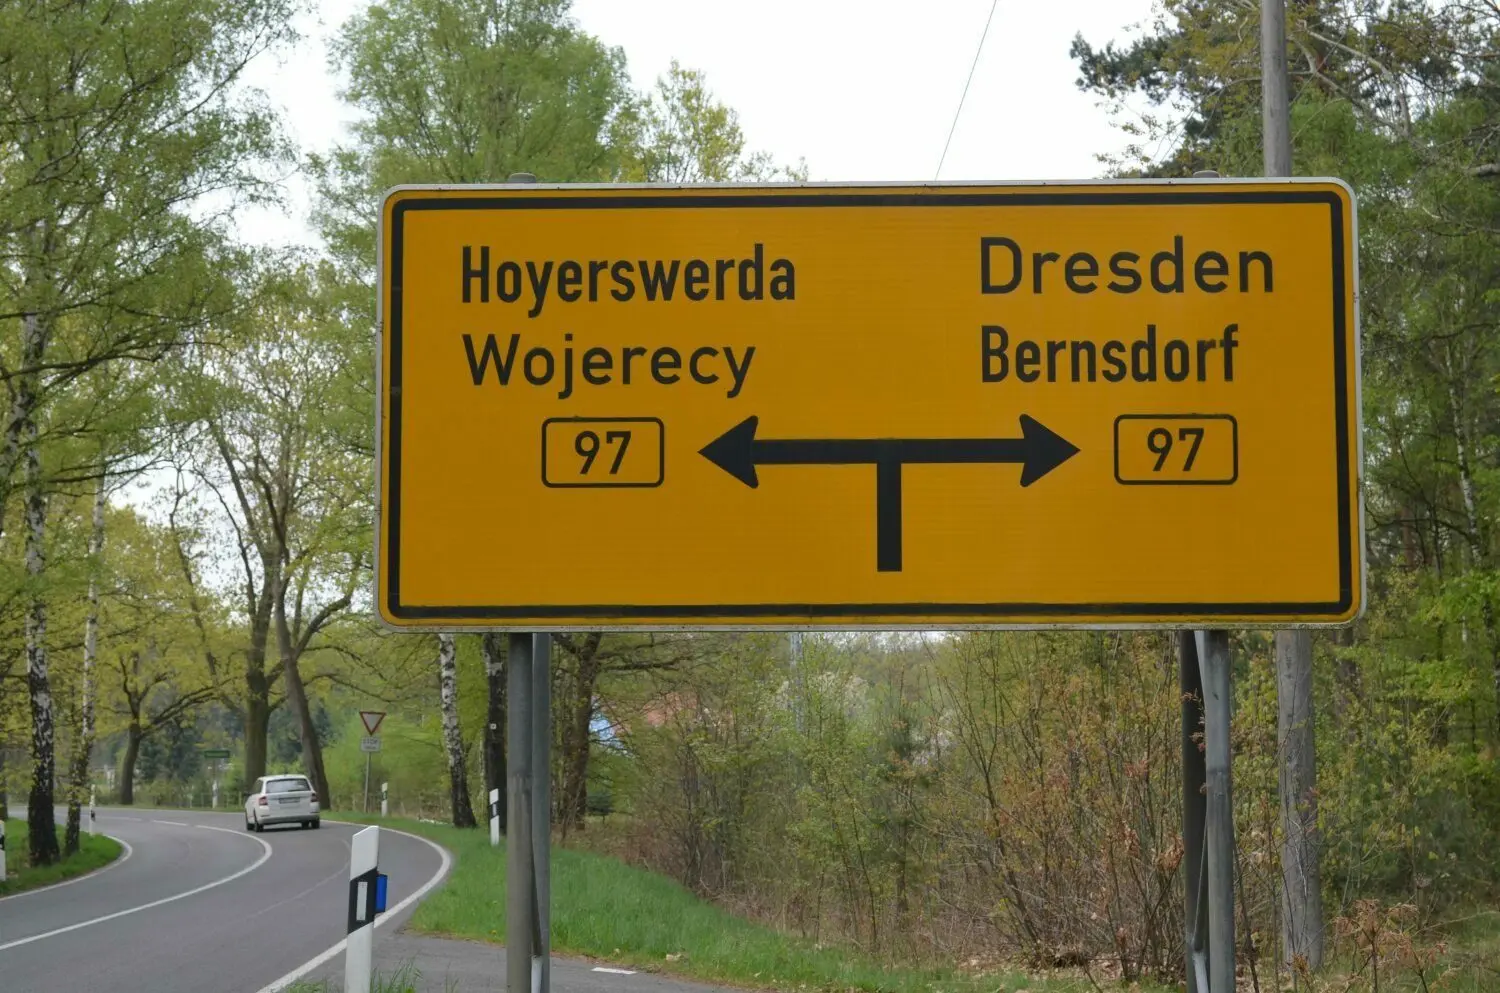 Hoyerswerda
Wojerecy
97
Dresden
Bernsdorf
97